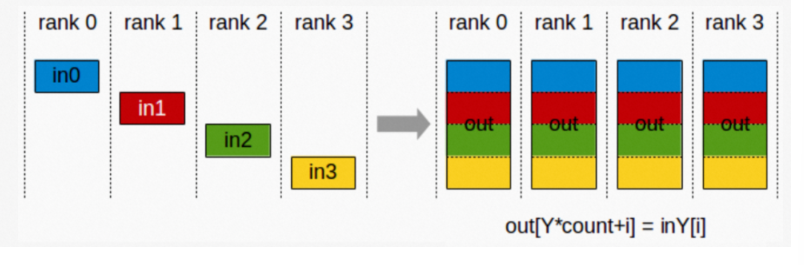 rank 0 rank 1 rank 2 rank 3 rank 0 rank 1 rank 2 rank 3
in0
in1
out out out out
in2
in3
out[Y*count+i] = inY[i]